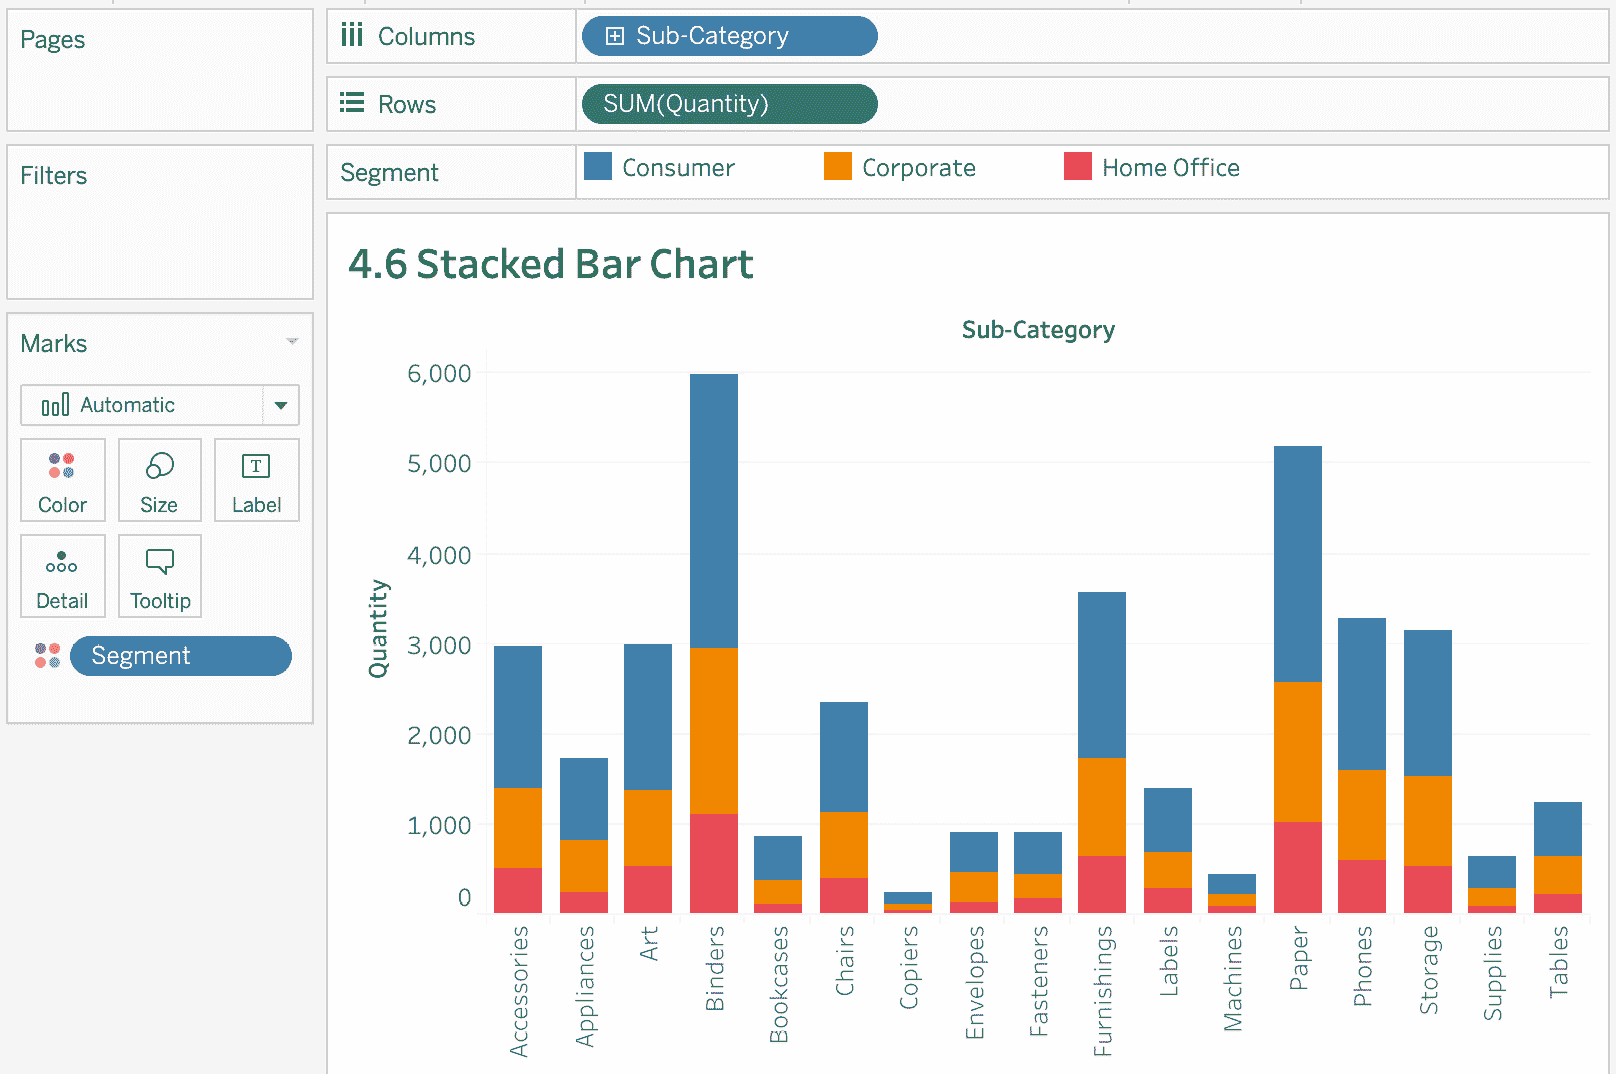 Pages
Columns
Sub-Category
Rows
SUM(Quantity)
Filters
Segment
Consumer
Corporate
Home Office
4.6 Stacked Bar Chart
Marks
Automatic
Color
Size
T
Label
Detail
Tooltip
Segment
Sub-Category
Quantity
6,000
5,000
4,000
3,000
2,000
1,000
0
Accessories
Appliances
Art
Binders
Bookcases
Chairs
Copiers
Envelopes
Fasteners
Furnishings
Labels
Machines
Paper
Phones
Storage
Supplies
Tables